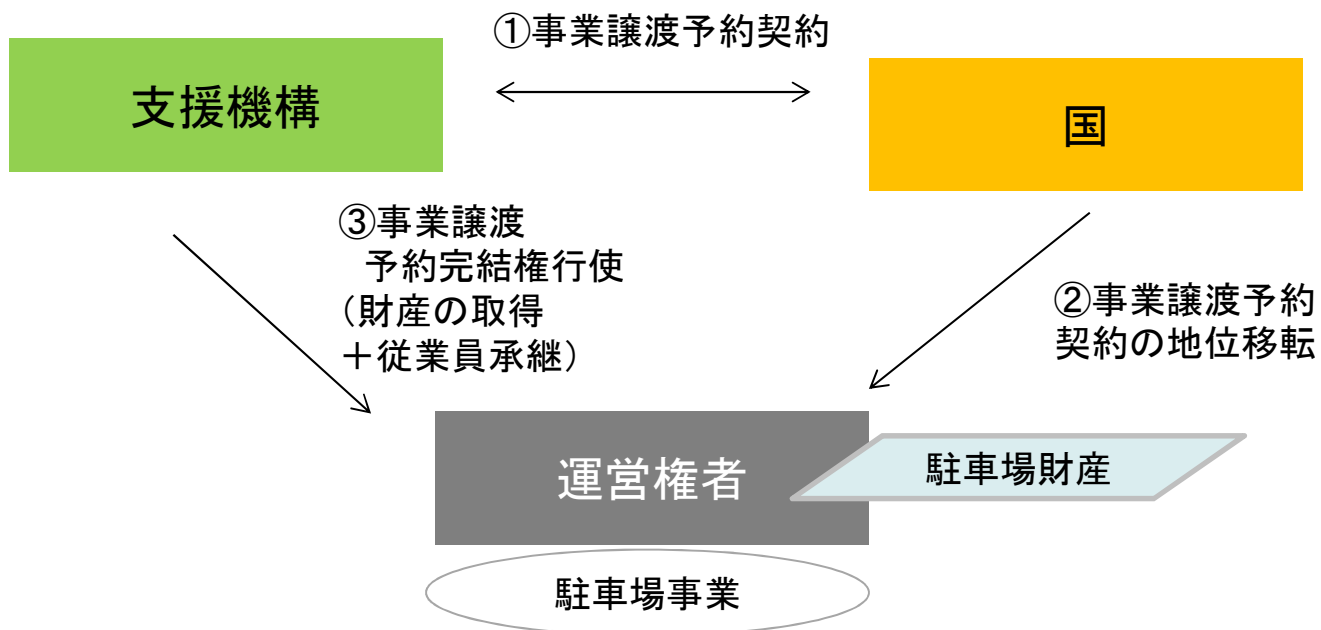 ①事業譲渡予約契約
支援機構
国
③事業譲渡
予約完結権行使
（財産の取得
＋従業員承継）
②事業譲渡予約
契約の地位移転
運営権者
駐車場財産
駐車場事業